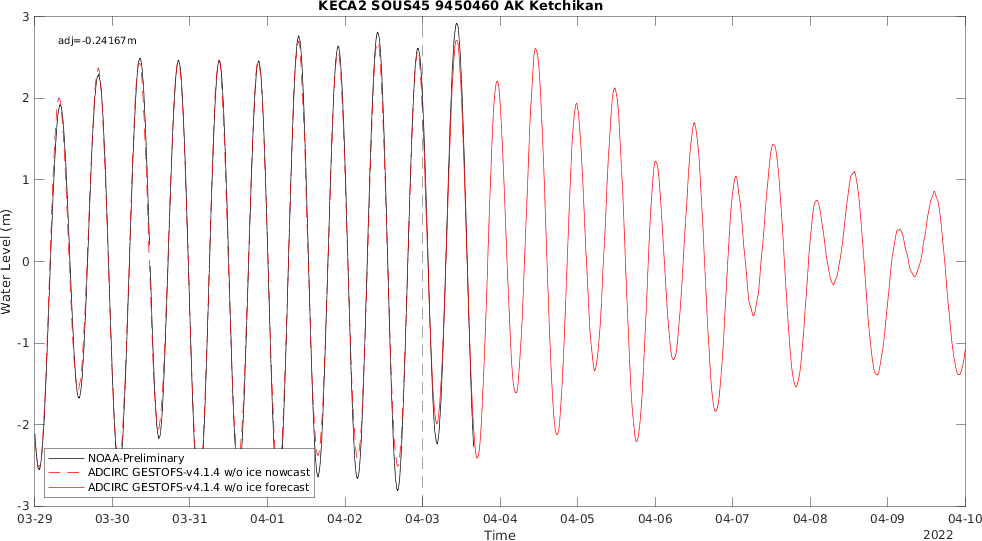 KECA2 SOUS45 9450460 AK Ketchikan
adj=-0.24167m
3
2
1
0
-1
-2
-3
Water Level (m)
NOAA-Preliminary
ADCIRC GESTOFS-v4.1.4 w/o ice nowcast
ADCIRC GESTOFS-v4.1.4 w/o ice forecast
03-29 03-30 03-31 04-01 04-02 04-03 04-04 04-05 04-06 04-07 04-08 04-09 04-10
Time
2022